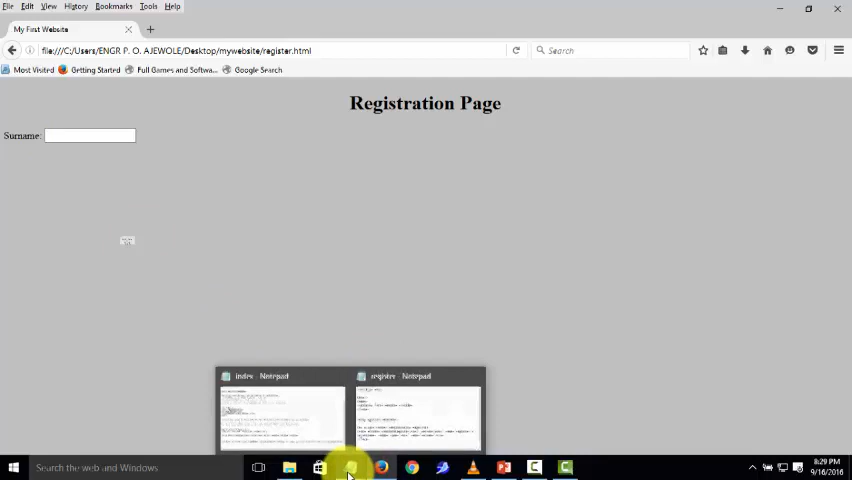 File Edit View History Bookmarks Tools Help
My First Website
file:///C:/Users/ENGR P. O. AJEWOLE/Desktop/mywebsite/register.html
Search
Most Visited Getting Started Full Games and Softwa... Google Search
Registration Page
Surname:
index - Notepad register - Notepad
Search the web and Windows
8:29 PM
9/16/2016